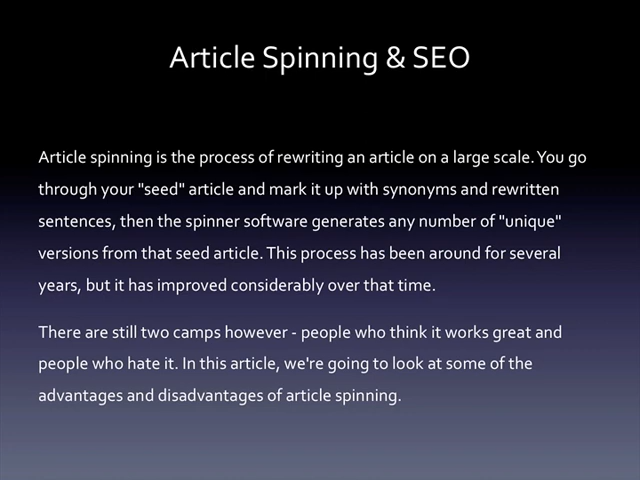 Article Spinning & SEO
Article spinning is the process of rewriting an article on a large scale. You go
through your "seed" article and mark it up with synonyms and rewritten
sentences, then the spinner software generates any number of "unique"
versions from that seed article. This process has been around for several
years, but it has improved considerably over that time.
There are still two camps however - people who think it works great and
people who hate it. In this article, we're going to look at some of the
advantages and disadvantages of article spinning.